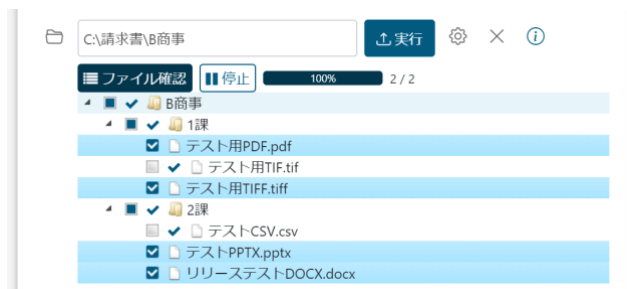 C:\請求書\B商事 実行
ファイル確認 停止 100% 2 / 2
B商事
1課
テスト用PDF.pdf
テスト用TIF.tif
テスト用TIFF.tiff
2課
テストCSV.csv
テストPPTX.pptx
リリーステストDOCX.docx